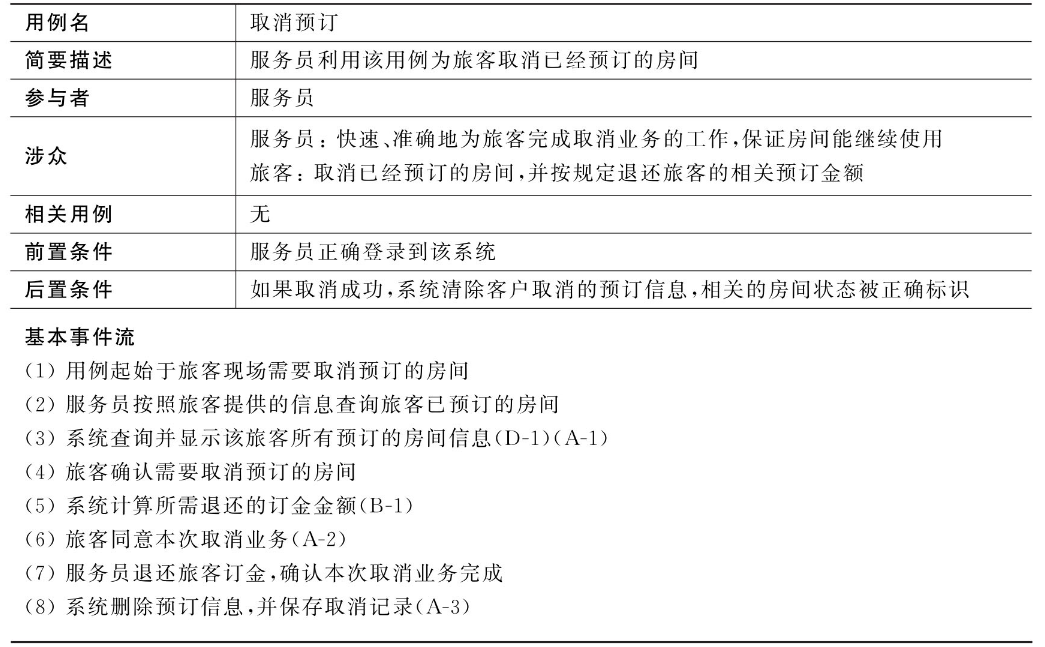 用例名 取消预订
简要描述 服务员利用该用例为旅客取消已经预订的房间
参与者 服务员
涉众 服务员：快速、准确地为旅客完成取消业务的工作，保证房间能继续使用
旅客：取消已经预订的房间，并按规定退还旅客的相关预订金额
相关用例 无
前置条件 服务员正确登录到该系统
后置条件 如果取消成功，系统清除客户取消的预订信息，相关的房间状态被正确标识
基本事件流
(1) 用例起始于旅客现场需要取消预订的房间
(2) 服务员按照旅客提供的信息查询旅客已预订的房间
(3) 系统查询并显示该旅客所有预订的房间信息(D-1)(A-1)
(4) 旅客确认需要取消预订的房间
(5) 系统计算所需退还的订金金额(B-1)
(6) 旅客同意本次取消业务(A-2)
(7) 服务员退还旅客订金，确认本次取消业务完成
(8) 系统删除预订信息，并保存取消记录(A-3)